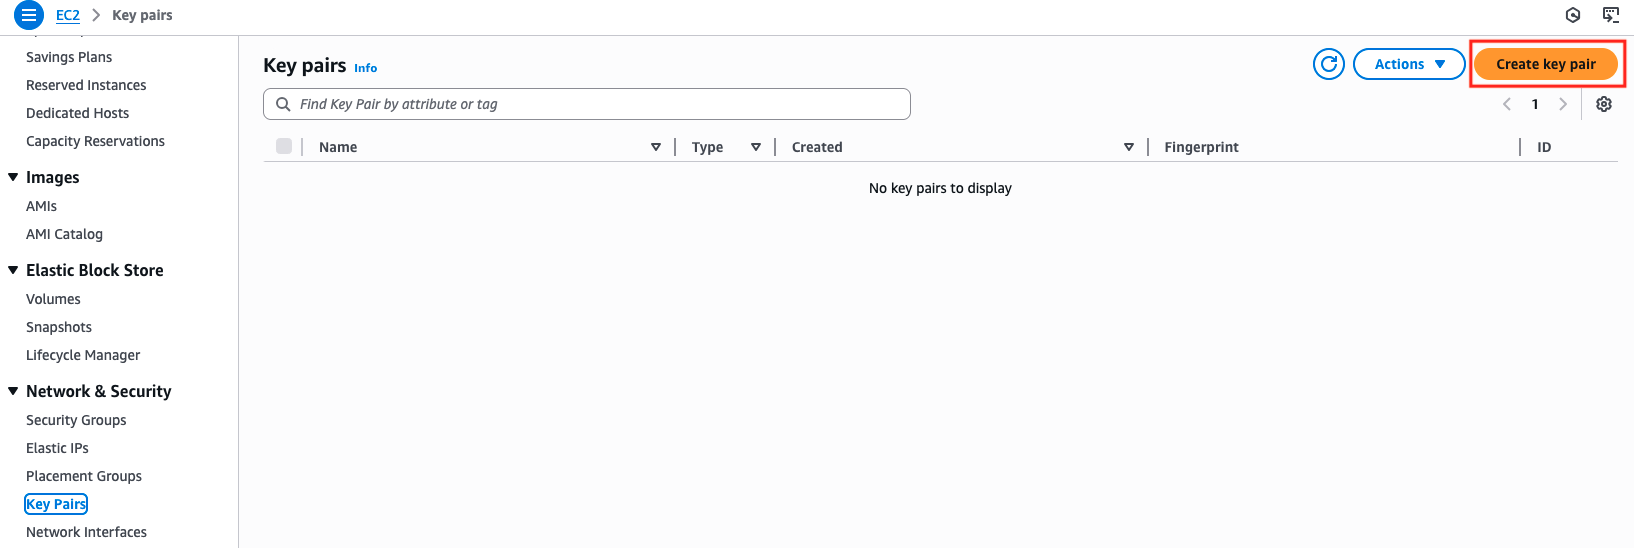 EC2 > Key pairs
Savings Plans
Reserved Instances
Dedicated Hosts
Capacity Reservations
Images
AMIs
AMI Catalog
Elastic Block Store
Volumes
Snapshots
Lifecycle Manager
Network & Security
Security Groups
Elastic IPs
Placement Groups
Key Pairs
Network Interfaces
Key pairs Info
Actions
Create key pair
Find Key Pair by attribute or tag
1
Name Type Created Fingerprint ID
No key pairs to display